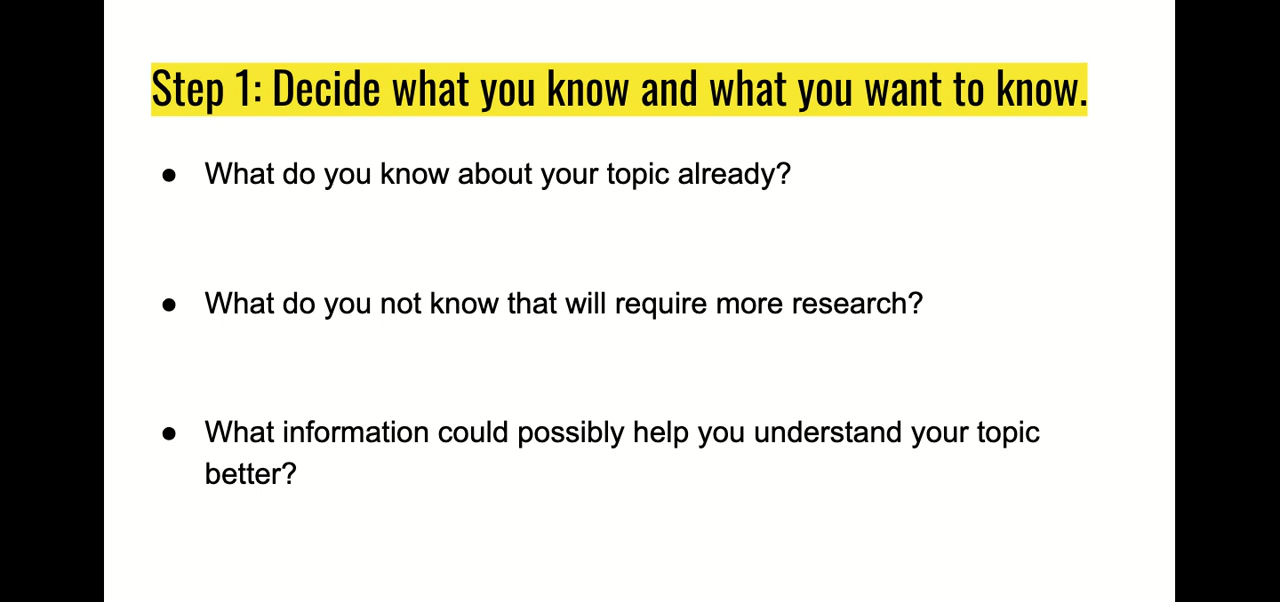 Step 1: Decide what you know and what you want to know.
● What do you know about your topic already?
● What do you not know that will require more research?
● What information could possibly help you understand your topic
better?